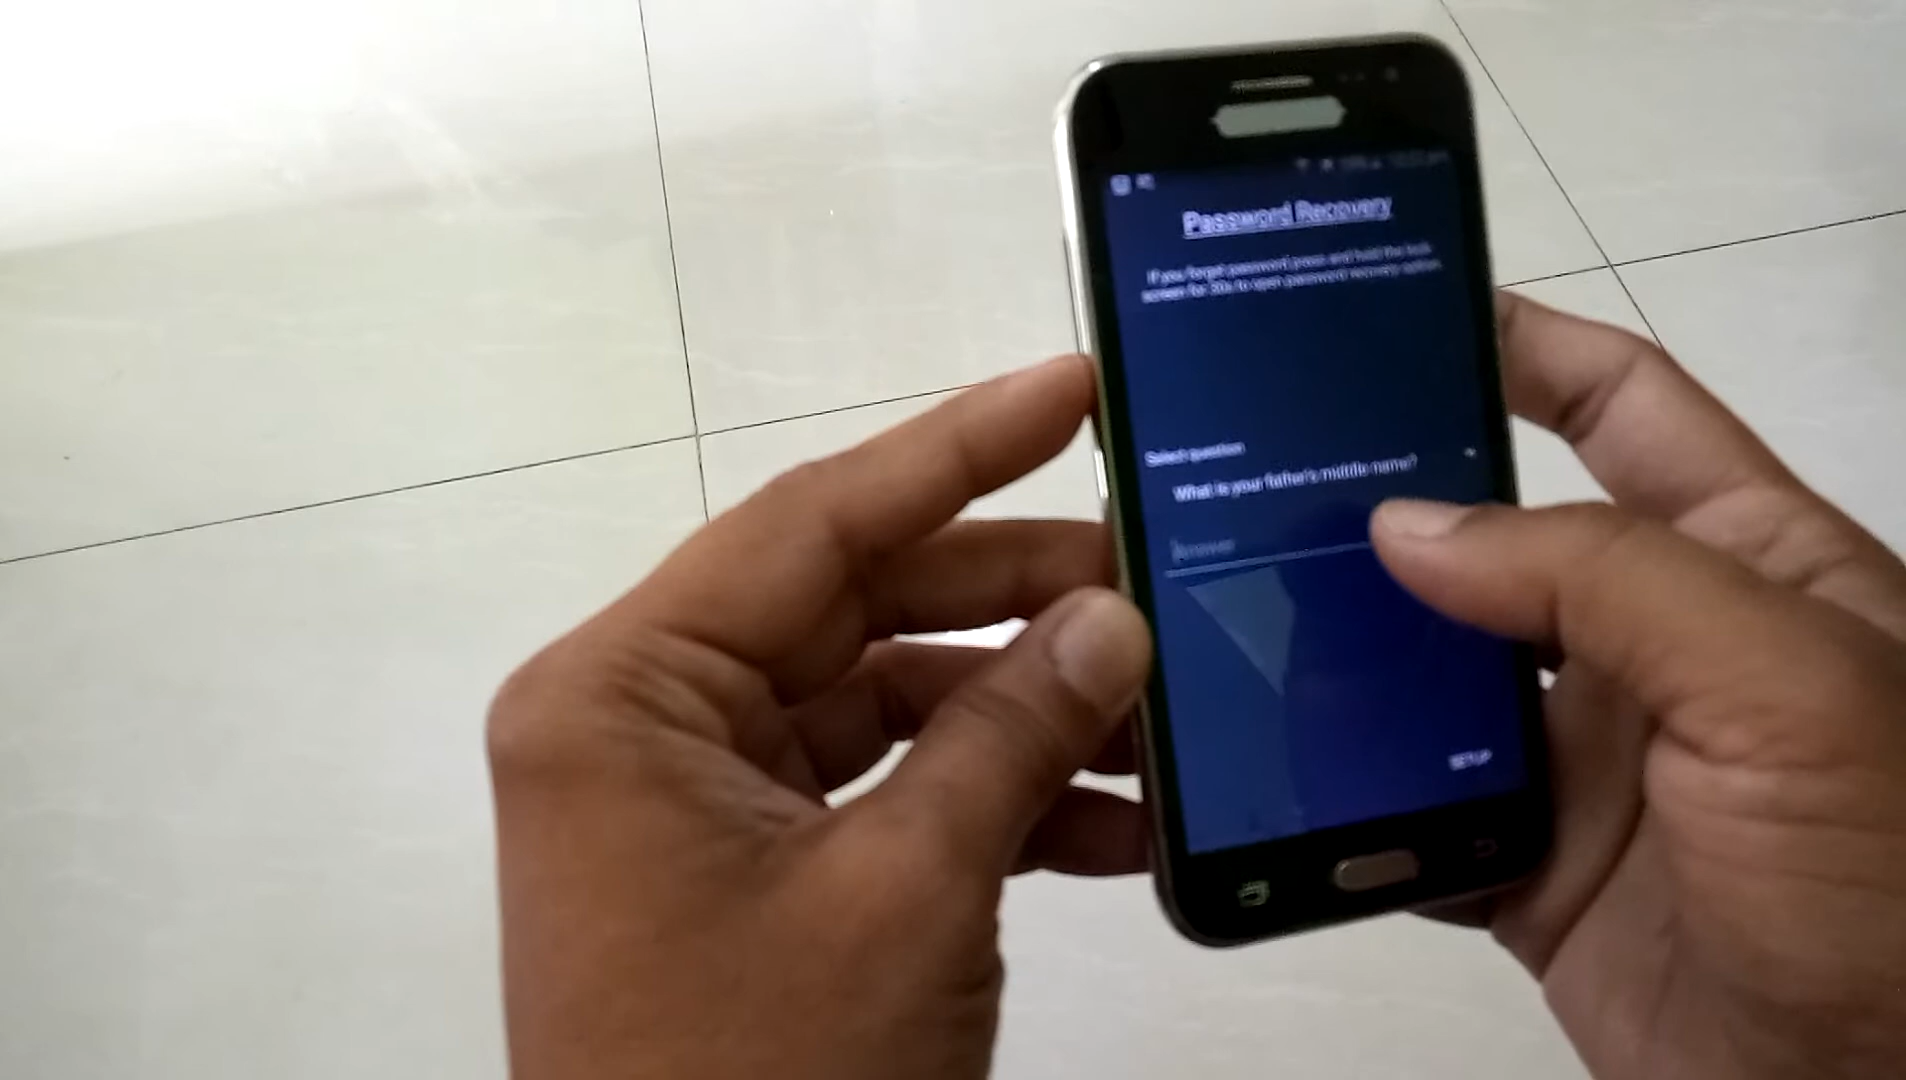 Password Recovery
If you forget password press and hold the lock
screen for 30s to open password recovery option.
Select question
What is your father's middle name?
Answer
SETUP